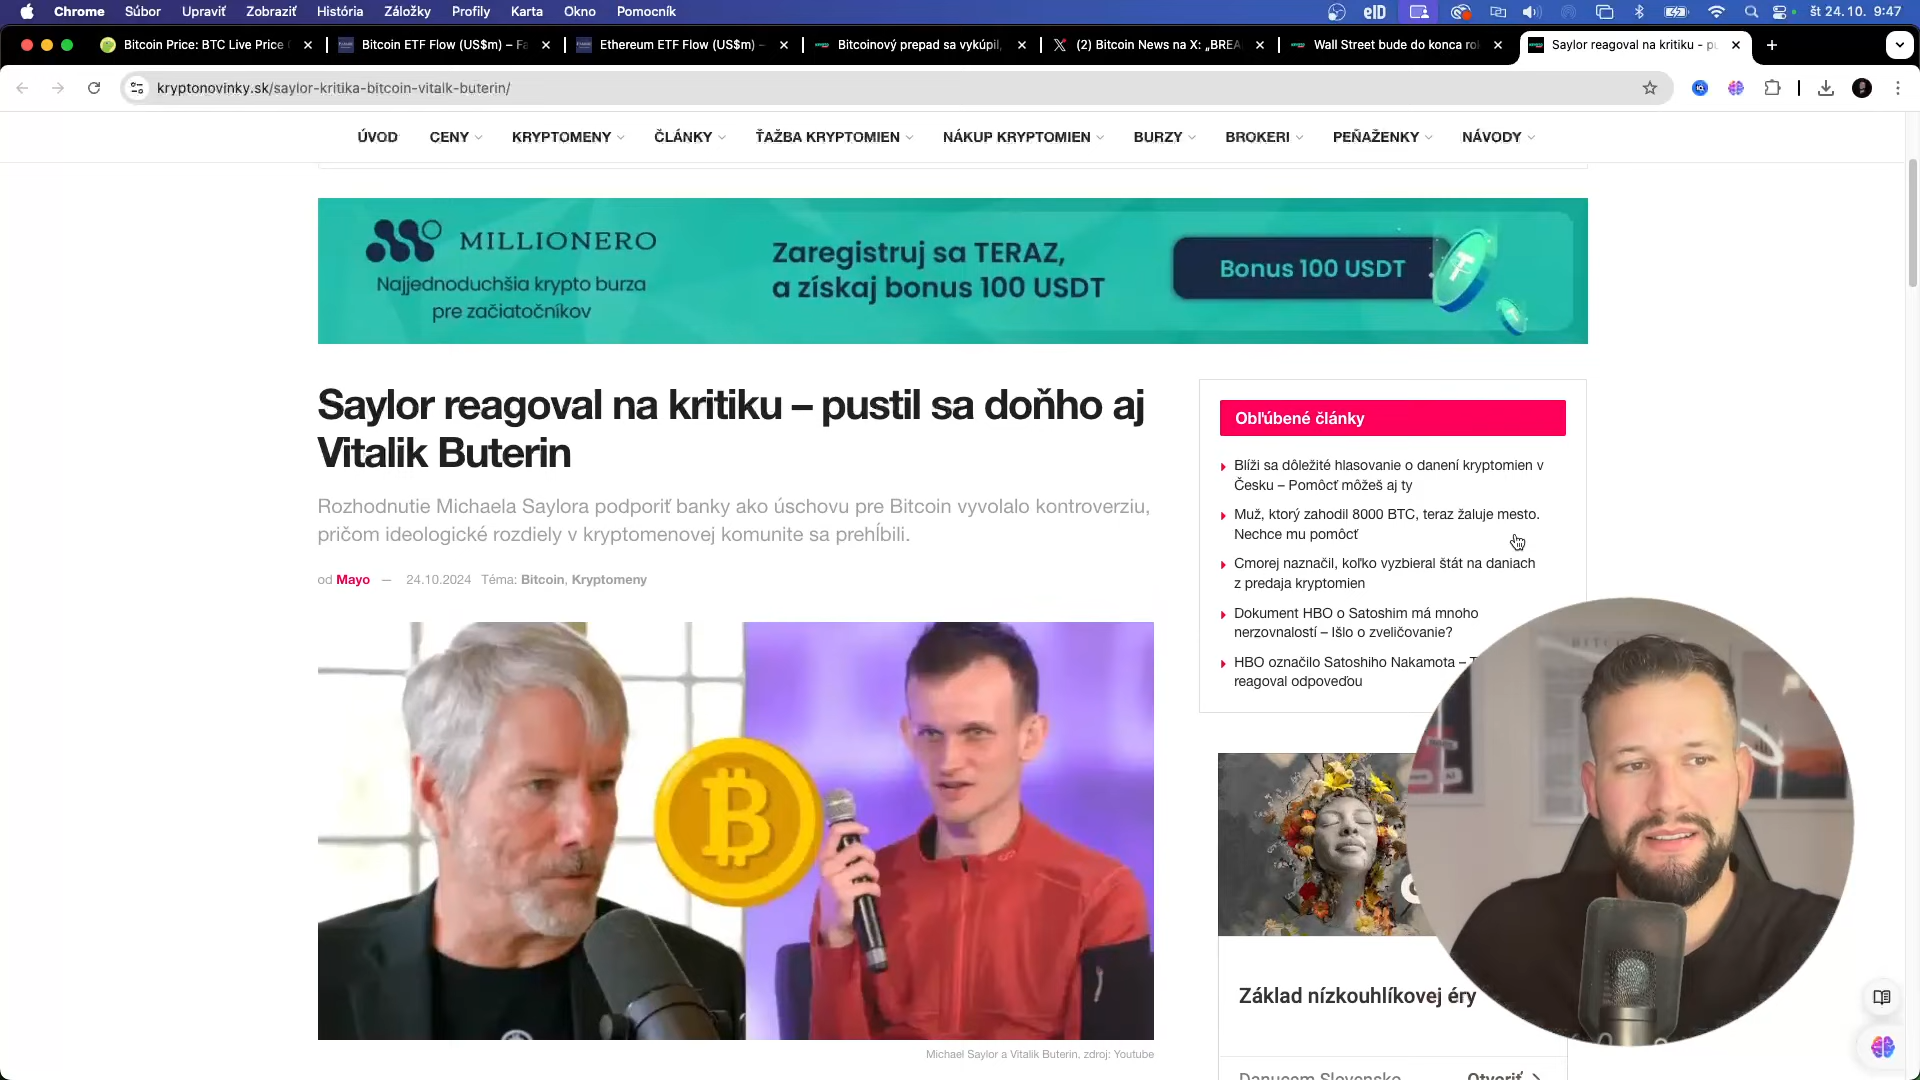 Chrome Súbor Upraviť Zobraziť História Záložky Profily Karta Okno Pomocník eID št 24.10. 9:47
Bitcoin Price: BTC Live Price Bitcoin ETF Flow (US$m) – Fa Ethereum ETF Flow (US$m) – Bitcoinový prepad sa vykúpil, (2) Bitcoin News na X: „BREA Wall Street bude do konca ro Saylor reagoval na kritiku - pu
kryptonovinky.sk/saylor-kritika-bitcoin-vitalk-buterin/
ÚVOD CENY KRYPTOMENY ČLÁNKY ŤAŽBA KRYPTOMIEN NÁKUP KRYPTOMIEN BURZY BROKERI PEŇAŽENKY NÁVODY
MILLIONERO
Najjednoduchšia krypto burza
pre začiatočníkov
Zaregistruj sa TERAZ,
a získaj bonus 100 USDT
Bonus 100 USDT
Saylor reagoval na kritiku – pustil sa doňho aj
Vitalik Buterin
Rozhodnutie Michaela Saylora podporiť banky ako úschovu pre Bitcoin vyvolalo kontroverziu,
pričom ideologické rozdiely v kryptomenovej komunite sa prehĺbili.
od Mayo — 24.10.2024 Téma: Bitcoin, Kryptomeny
Michael Saylor a Vitalik Buterin, zdroj: Youtube
Obľúbené články
Blíži sa dôležité hlasovanie o danení kryptomien v
Česku – Pomôcť môžeš aj ty
Muž, ktorý zahodil 8000 BTC, teraz žaluje mesto.
Nechce mu pomôcť
Cmorej naznačil, koľko vyzbieral štát na daniach
z predaja kryptomien
Dokument HBO o Satoshim má mnoho
nerzovnalostí – Išlo o zveličovanie?
HBO označilo Satoshiho Nakamota –
reagoval odpoveďou
Základ nízkouhlíkovej éry
Danucem Slovensko Otvoriť